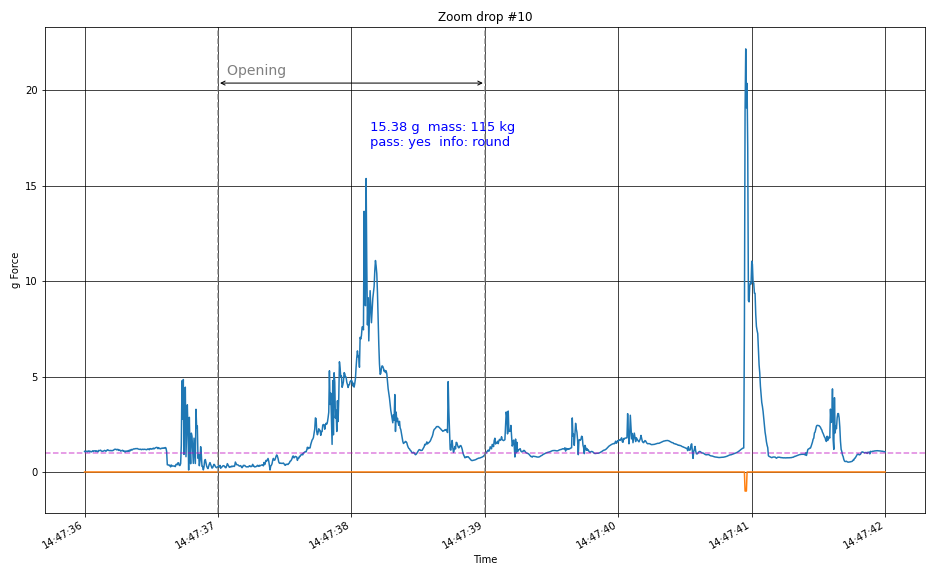 Zoom drop #10
Opening
15.38 g  mass: 115 kg
pass: yes  info: round
g Force
20
15
10
5
0
14:47:36
14:47:37
14:47:38
14:47:39
14:47:40
14:47:41
14:47:42
Time